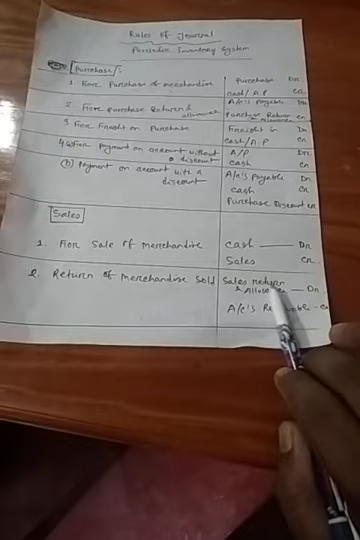 Rules of Journal
Periodic Inventory System
Purchase/:
1. For Purchase of merchandise Purchase Dr.
cash/A.P cr.
2. For purchase Return & allowance A/c's Payable Dr.
Purchase Return & allowance cr
3 For Freight on Purchase Freight in Dr.
cash/A.P cr.
4(a) For Payment on account without a discount A/P Dr.
cash cr.
(b) Payment on account with a discount A/c's Payable Dr
cash cr.
Purchase Discount cr
Sales
1. For Sale of Merchandise cash — Dr
Sales cr.
2. Return of Merchandise Sold Sales return
& — Dr
A/c's